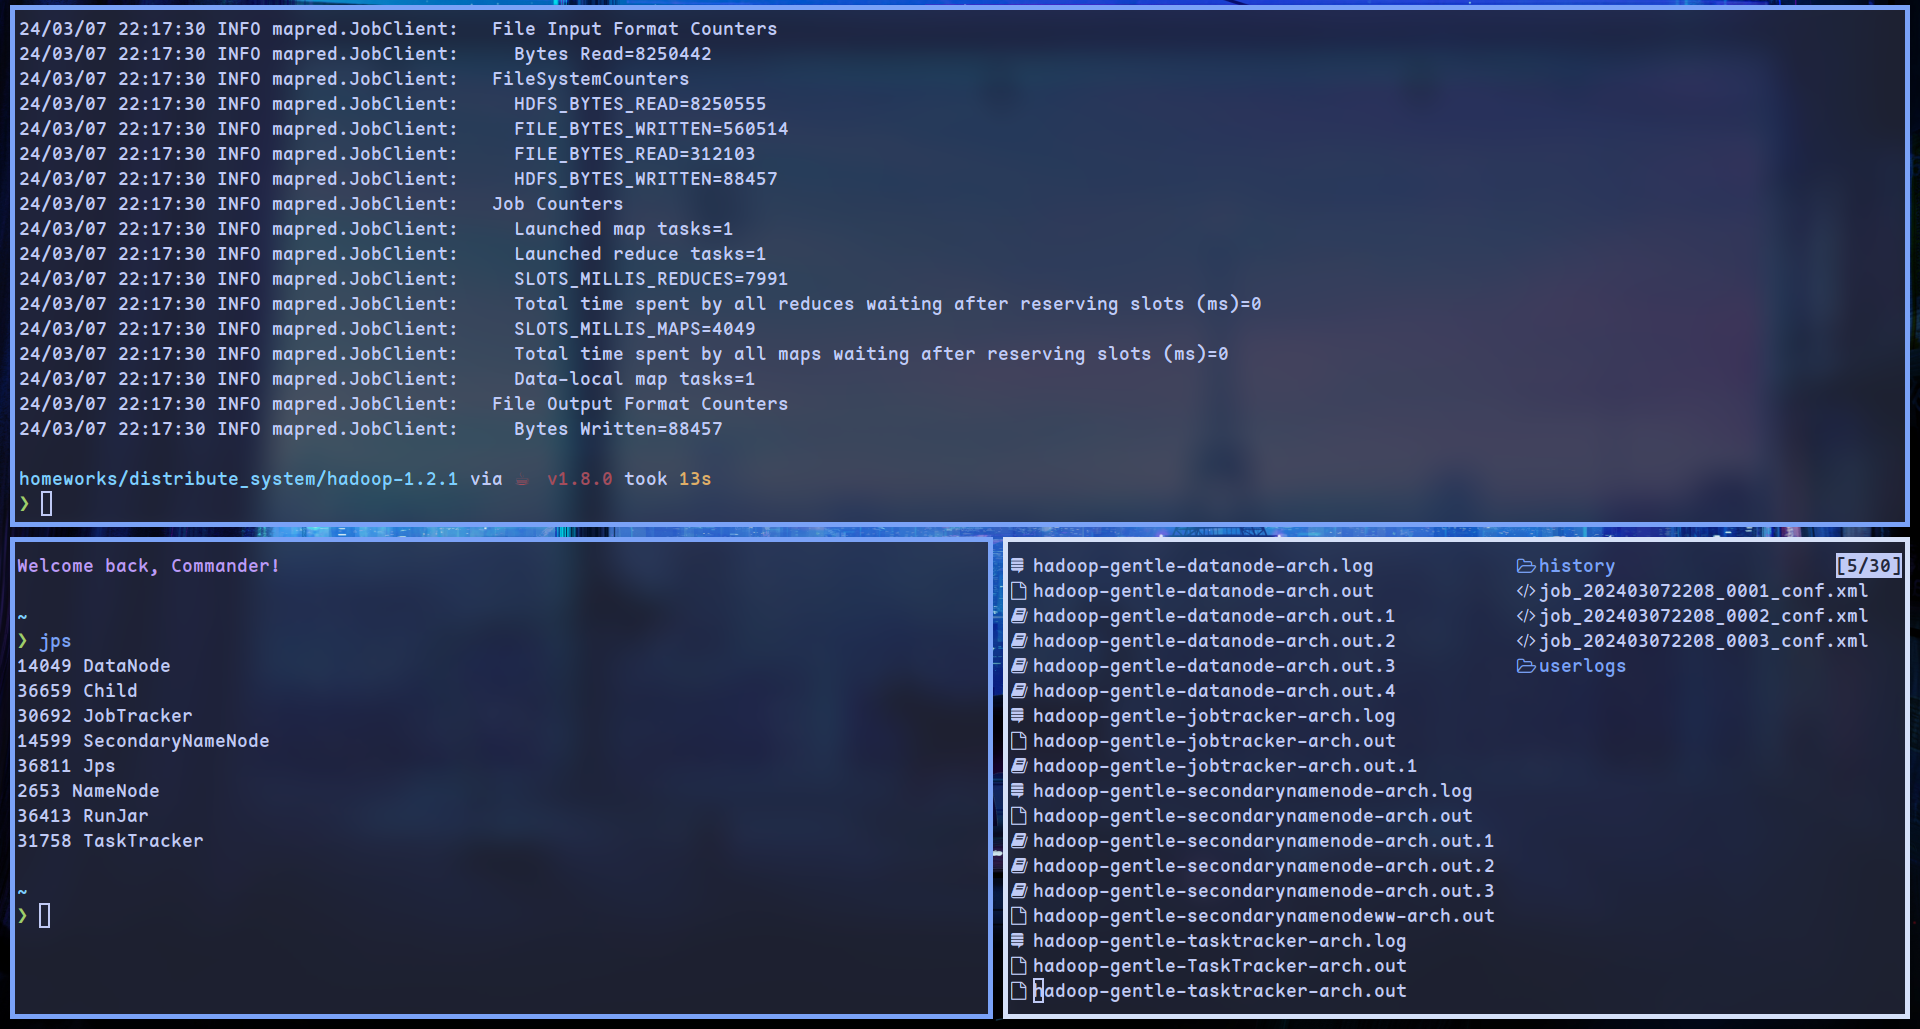 24/03/07 22:17:30 INFO mapred.JobClient:   File Input Format Counters
24/03/07 22:17:30 INFO mapred.JobClient:     Bytes Read=8250442
24/03/07 22:17:30 INFO mapred.JobClient:   FileSystemCounters
24/03/07 22:17:30 INFO mapred.JobClient:     HDFS_BYTES_READ=8250555
24/03/07 22:17:30 INFO mapred.JobClient:     FILE_BYTES_WRITTEN=560514
24/03/07 22:17:30 INFO mapred.JobClient:     FILE_BYTES_READ=312103
24/03/07 22:17:30 INFO mapred.JobClient:     HDFS_BYTES_WRITTEN=88457
24/03/07 22:17:30 INFO mapred.JobClient:   Job Counters
24/03/07 22:17:30 INFO mapred.JobClient:     Launched map tasks=1
24/03/07 22:17:30 INFO mapred.JobClient:     Launched reduce tasks=1
24/03/07 22:17:30 INFO mapred.JobClient:     SLOTS_MILLIS_REDUCES=7991
24/03/07 22:17:30 INFO mapred.JobClient:     Total time spent by all reduces waiting after reserving slots (ms)=0
24/03/07 22:17:30 INFO mapred.JobClient:     SLOTS_MILLIS_MAPS=4049
24/03/07 22:17:30 INFO mapred.JobClient:     Total time spent by all maps waiting after reserving slots (ms)=0
24/03/07 22:17:30 INFO mapred.JobClient:     Data-local map tasks=1
24/03/07 22:17:30 INFO mapred.JobClient:   File Output Format Counters
24/03/07 22:17:30 INFO mapred.JobClient:     Bytes Written=88457
homeworks/distribute_system/hadoop-1.2.1 via ☕ v1.8.0 took 13s
❯
Welcome back, Commander!
~
❯ jps
14049 DataNode
36659 Child
30692 JobTracker
14599 SecondaryNameNode
36811 Jps
2653 NameNode
36413 RunJar
31758 TaskTracker
~
❯
hadoop-gentle-datanode-arch.log
hadoop-gentle-datanode-arch.out
hadoop-gentle-datanode-arch.out.1
hadoop-gentle-datanode-arch.out.2
hadoop-gentle-datanode-arch.out.3
hadoop-gentle-datanode-arch.out.4
hadoop-gentle-jobtracker-arch.log
hadoop-gentle-jobtracker-arch.out
hadoop-gentle-jobtracker-arch.out.1
hadoop-gentle-secondarynamenode-arch.log
hadoop-gentle-secondarynamenode-arch.out
hadoop-gentle-secondarynamenode-arch.out.1
hadoop-gentle-secondarynamenode-arch.out.2
hadoop-gentle-secondarynamenode-arch.out.3
hadoop-gentle-secondarynamenodeww-arch.out
hadoop-gentle-tasktracker-arch.log
hadoop-gentle-TaskTracker-arch.out
hadoop-gentle-tasktracker-arch.out
history
[5/30]
</> job_202403072208_0001_conf.xml
</> job_202403072208_0002_conf.xml
</> job_202403072208_0003_conf.xml
userlogs